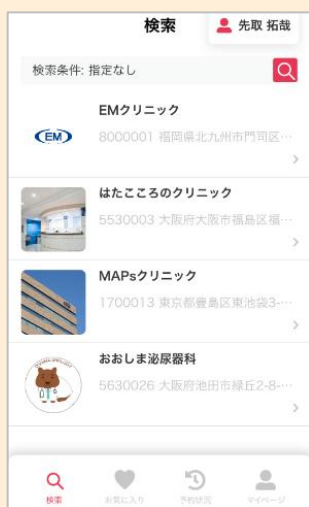 検索
先取 拓哉
検索条件: 指定なし
EMクリニック
EM
8000001 福岡県北九州市門司区…
はたこころのクリニック
5530003 大阪府大阪市福島区福…
MAPsクリニック
1700013 東京都豊島区東池袋3-…
おおしま泌尿器科
5630026 大阪府池田市緑丘2-8-…
検索
お気に入り
予約状況
マイページ